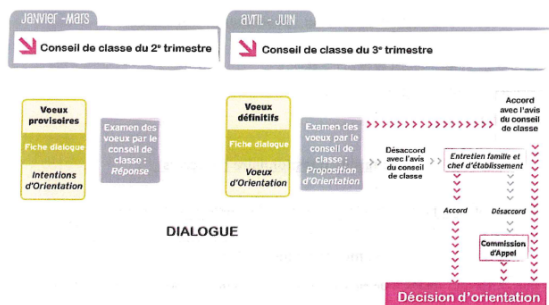 Janvier -Mars
Conseil de classe du 2e trimestre
avril - JUIN
Conseil de classe du 3e trimestre
Voeux
provisoires
Fiche dialogue
Intentions
d'Orientation
Examen des
voeux par le
conseil de
classe :
Réponse
Voeux
définitifs
Fiche dialogue
Voeux
d'Orientation
Examen des
voeux par le
conseil de
classe :
Proposition
d'Orientation
Accord
avec l'avis
du conseil
de classe
Désaccord
avec l'avis
du conseil
de classe
Entretien famille et
chef d'établissement
Accord
Désaccord
Commission
d'Appel
DIALOGUE
Décision d'orientation